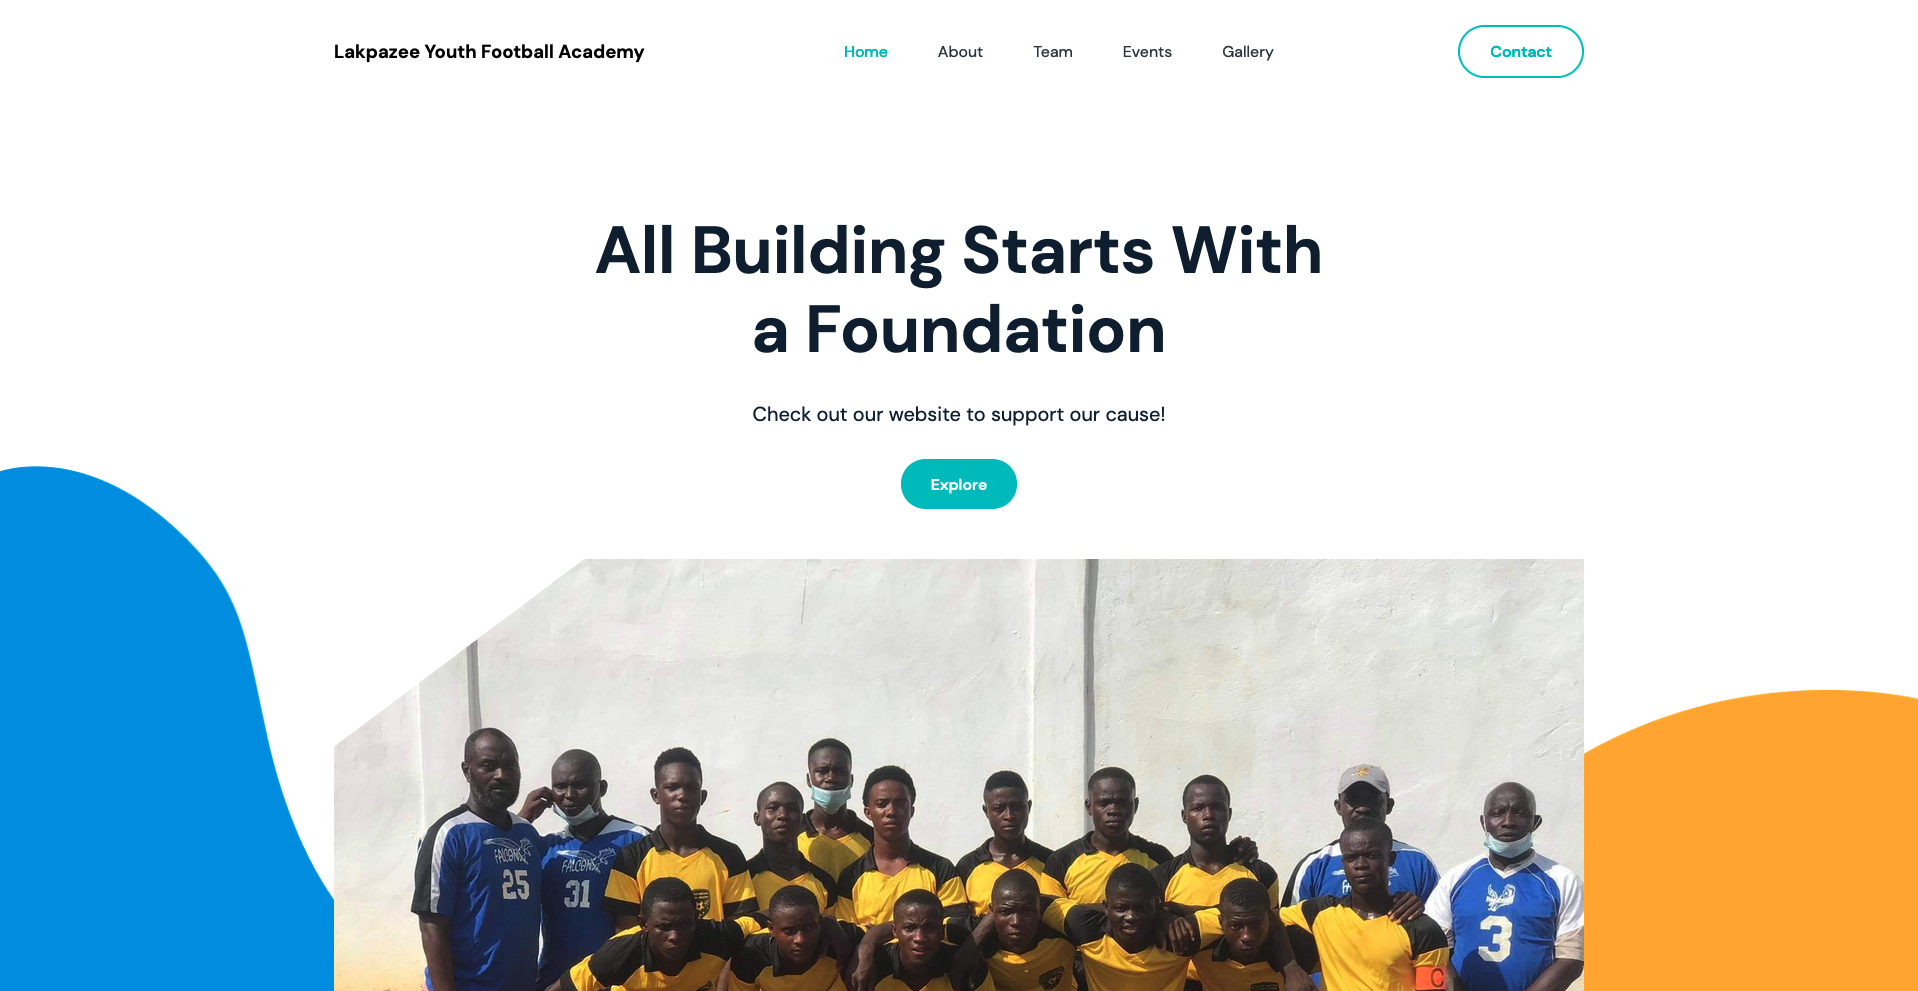 Lakpazee Youth Football Academy
Home
About
Team
Events
Gallery
Contact
All Building Starts With
a Foundation
Check out our website to support our cause!
Explore
FALCONS
25
FALCONS
31
3
C